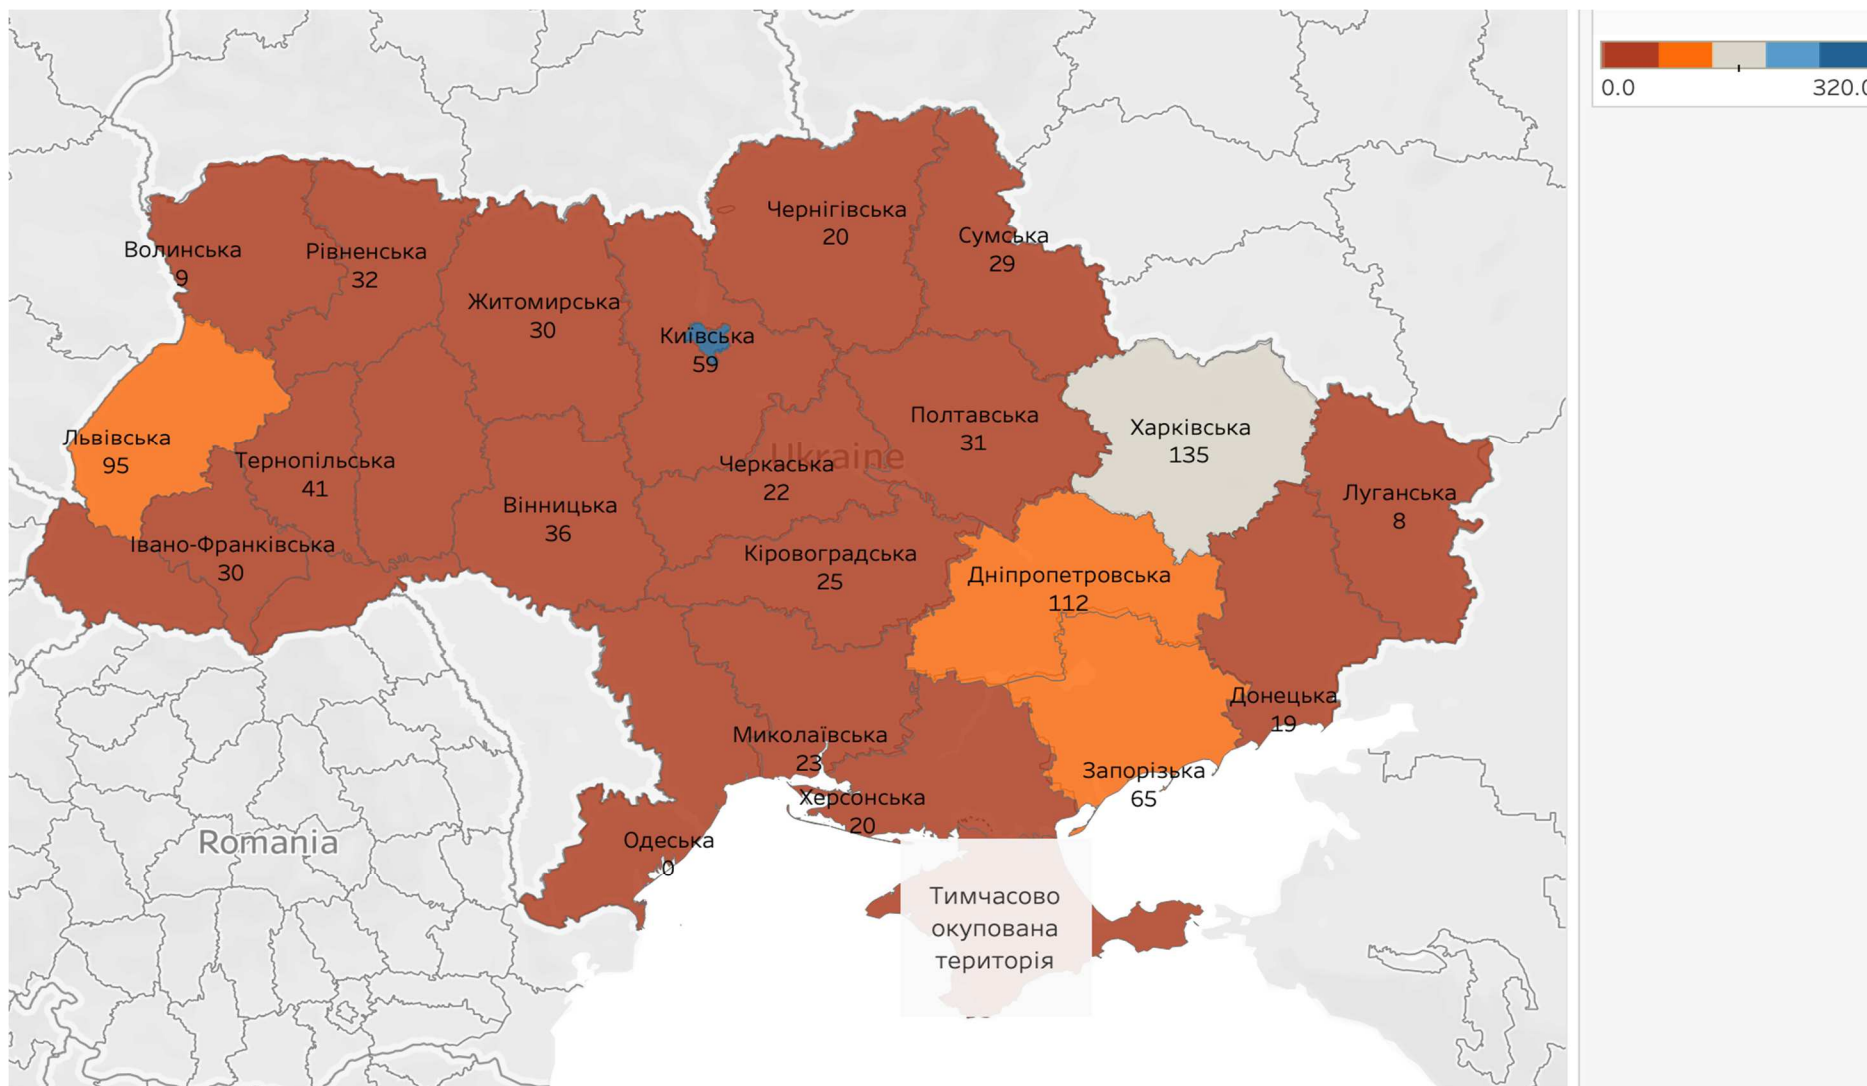 0.0
320.0
Чернігівська
20
Сумська
29
Волинська
9
Рівненська
32
Житомирська
30
Київська
59
Львівська
95
Тернопільська
41
Вінницька
36
Черкаська
22
Ukraine
Полтавська
31
Харківська
135
Луганська
8
Івано-Франківська
30
Кіровоградська
25
Дніпропетровська
112
Донецька
19
Миколаївська
23
Запорізька
65
Херсонська
20
Одеська
0
Romania
Тимчасово
окупована
територія